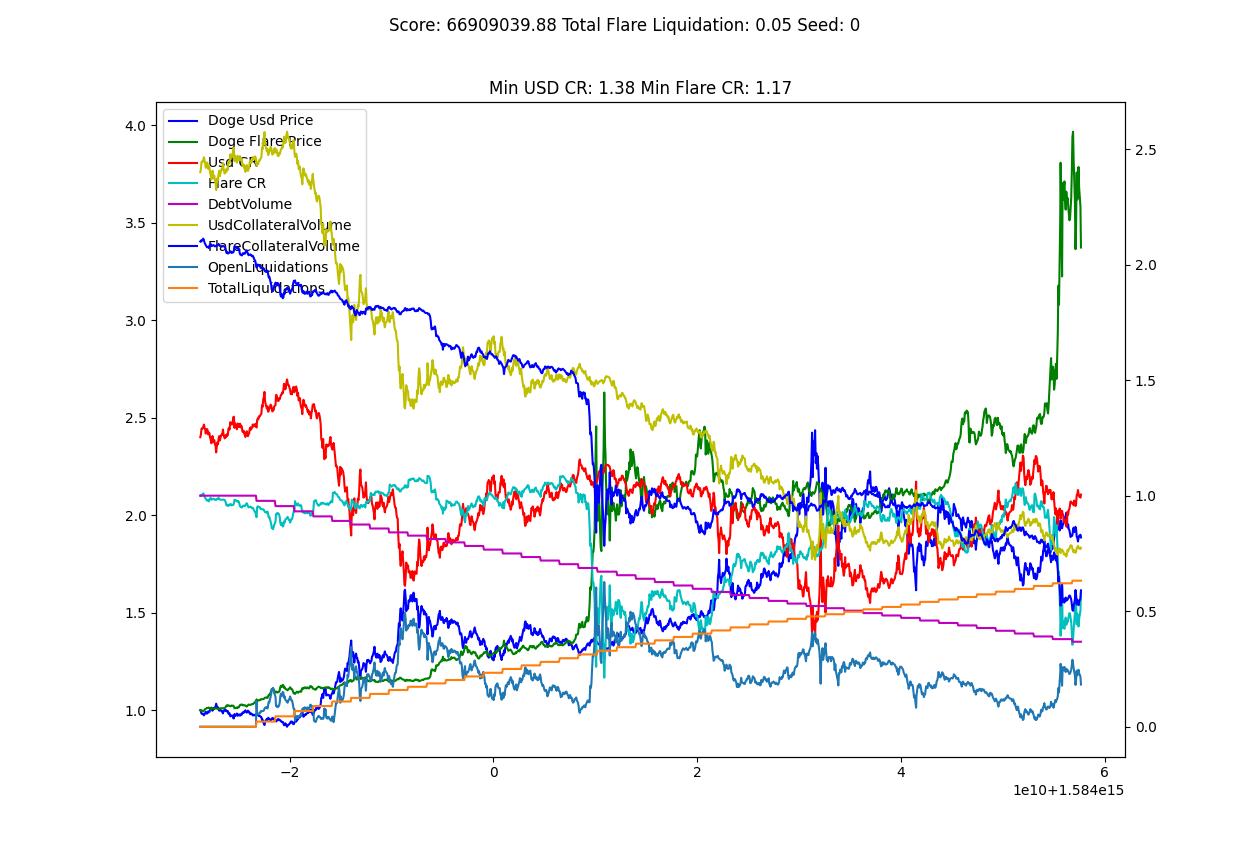 Score: 66909039.88 Total Flare Liquidation: 0.05 Seed: 0
Min USD CR: 1.38 Min Flare CR: 1.17
Doge Usd Price
Doge Flare Price
Usd CR
Flare CR
DebtVolume
UsdCollateralVolume
FlareCollateralVolume
OpenLiquidations
TotalLiquidations
4.0
3.5
3.0
2.5
2.0
1.5
1.0
2.5
2.0
1.5
1.0
0.5
0.0
−2
0
2
4
6
1e10+1.584e15